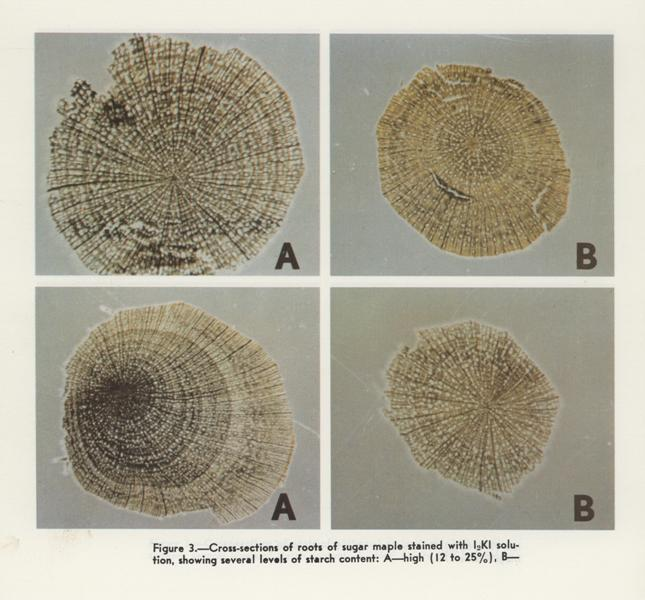 A
B
A
B
Figure 3.—Cross-sections of roots of sugar maple stained with I₂KI solu-
tion, showing several levels of starch content: A—high (12 to 25%), B—